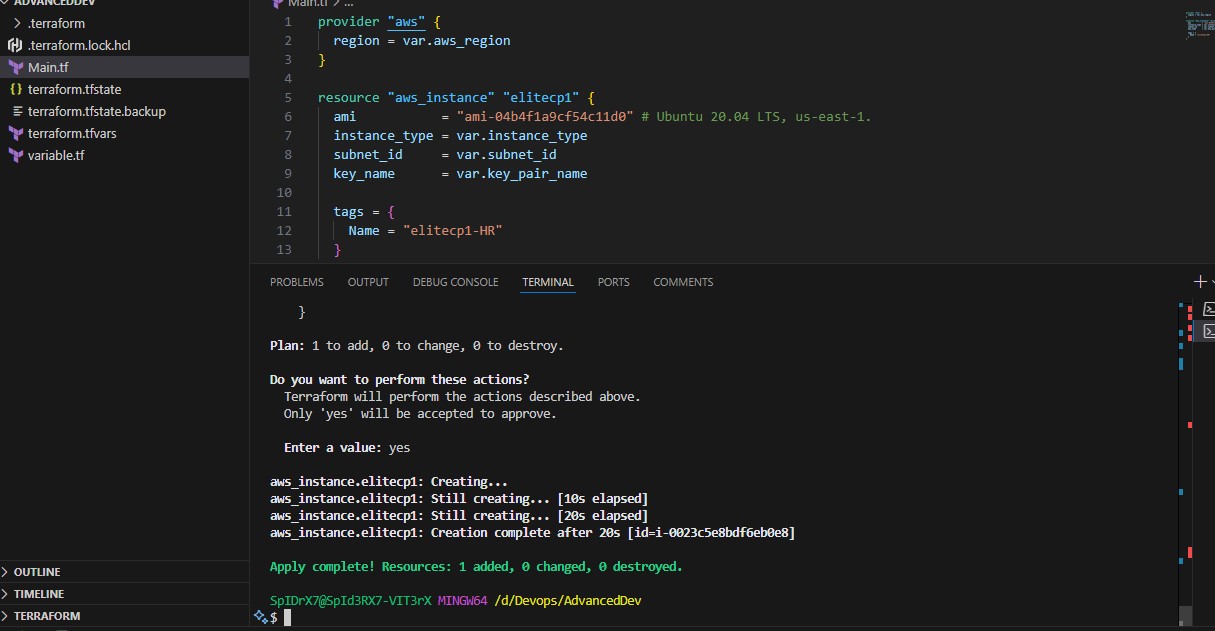 ADVANCEDDEV
.terraform
.terraform.lock.hcl
Main.tf
terraform.tfstate
terraform.tfstate.backup
terraform.tfvars
variable.tf
OUTLINE
TIMELINE
TERRAFORM
Main.tf > ...
1 provider "aws" {
2 region = var.aws_region
3 }
4
5 resource "aws_instance" "elitecp1" {
6 ami = "ami-04b4f1a9cf54c11d0" # Ubuntu 20.04 LTS, us-east-1.
7 instance_type = var.instance_type
8 subnet_id = var.subnet_id
9 key_name = var.key_pair_name
10
11 tags = {
12 Name = "elitecp1-HR"
13 }
PROBLEMS OUTPUT DEBUG CONSOLE TERMINAL PORTS COMMENTS
}
Plan: 1 to add, 0 to change, 0 to destroy.
Do you want to perform these actions?
Terraform will perform the actions described above.
Only 'yes' will be accepted to approve.
Enter a value: yes
aws_instance.elitecp1: Creating...
aws_instance.elitecp1: Still creating... [10s elapsed]
aws_instance.elitecp1: Still creating... [20s elapsed]
aws_instance.elitecp1: Creation complete after 20s [id=i-0023c5e8bdf6eb0e8]
Apply complete! Resources: 1 added, 0 changed, 0 destroyed.
SpIDrX7@SpId3RX7-VIT3rX MINGW64 /d/Devops/AdvancedDev
$